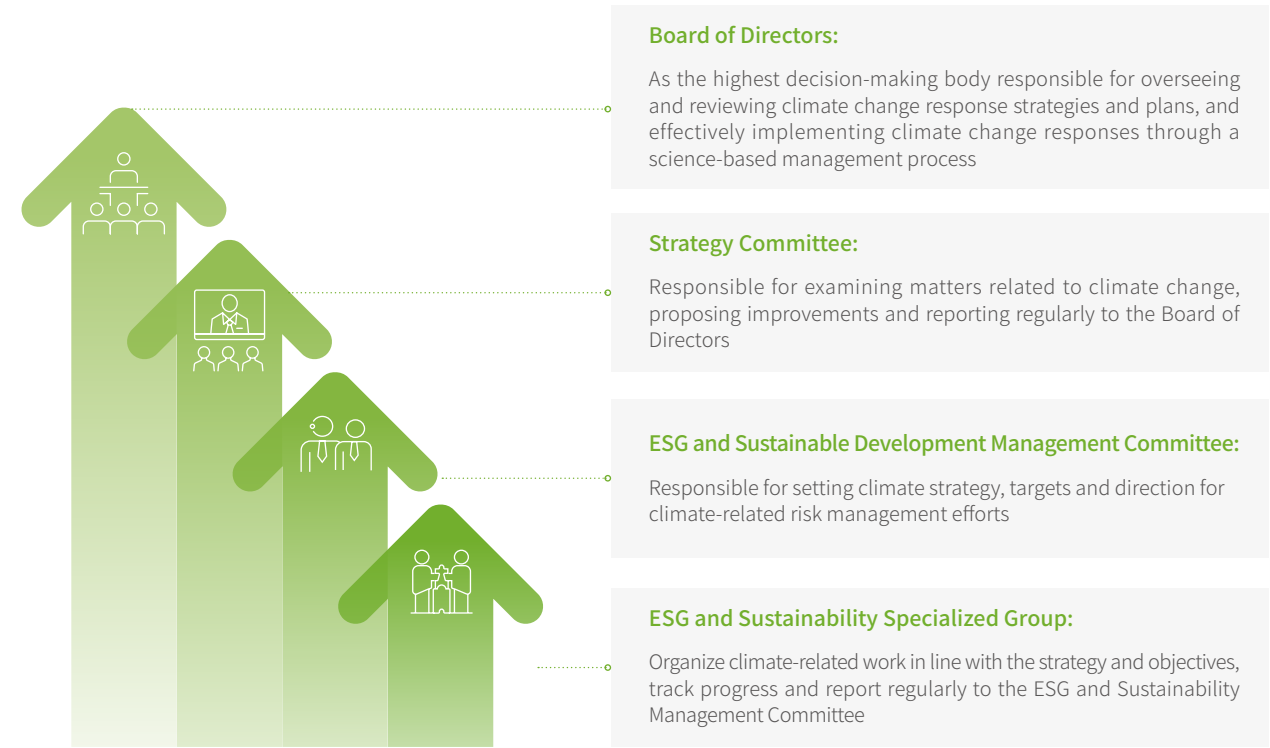 Board of Directors:
As the highest decision-making body responsible for overseeing
and reviewing climate change response strategies and plans, and
effectively implementing climate change responses through a
science-based management process
Strategy Committee:
Responsible for examining matters related to climate change,
proposing improvements and reporting regularly to the Board of
Directors
ESG and Sustainable Development Management Committee:
Responsible for setting climate strategy, targets and direction for
climate-related risk management efforts
ESG and Sustainability Specialized Group:
Organize climate-related work in line with the strategy and objectives,
track progress and report regularly to the ESG and Sustainability
Management Committee